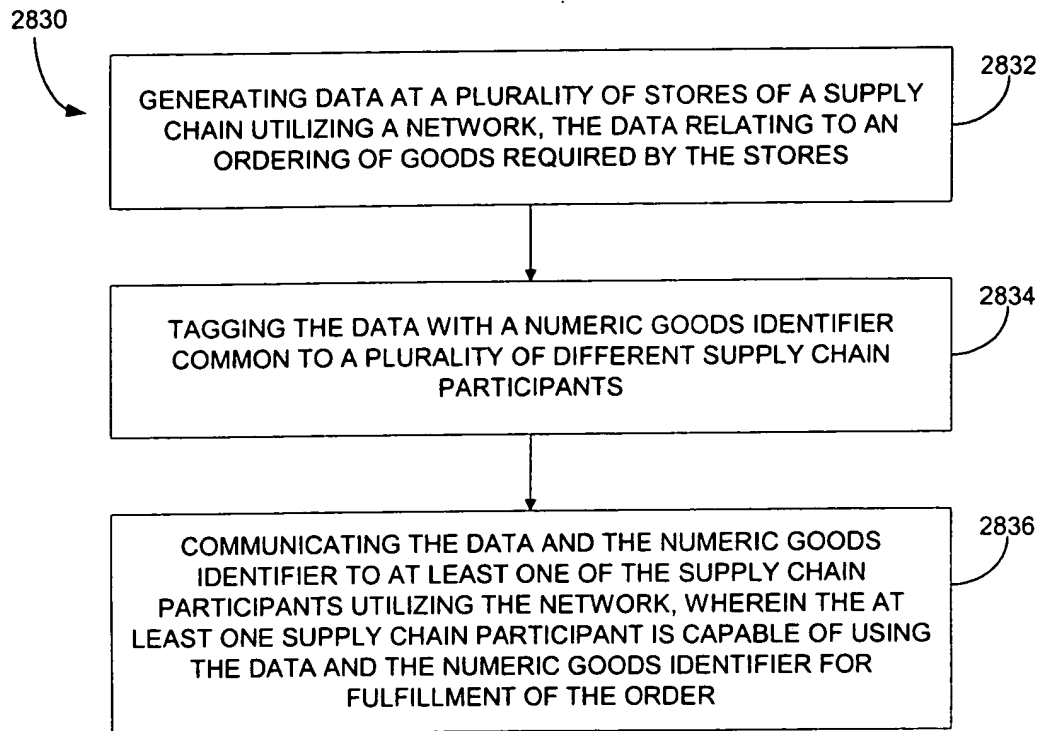 2830
2832
GENERATING DATA AT A PLURALITY OF STORES OF A SUPPLY
CHAIN UTILIZING A NETWORK, THE DATA RELATING TO AN
ORDERING OF GOODS REQUIRED BY THE STORES
2834
TAGGING THE DATA WITH A NUMERIC GOODS IDENTIFIER
COMMON TO A PLURALITY OF DIFFERENT SUPPLY CHAIN
PARTICIPANTS
2836
COMMUNICATING THE DATA AND THE NUMERIC GOODS
IDENTIFIER TO AT LEAST ONE OF THE SUPPLY CHAIN
PARTICIPANTS UTILIZING THE NETWORK, WHEREIN THE AT
LEAST ONE SUPPLY CHAIN PARTICIPANT IS CAPABLE OF USING
THE DATA AND THE NUMERIC GOODS IDENTIFIER FOR
FULFILLMENT OF THE ORDER